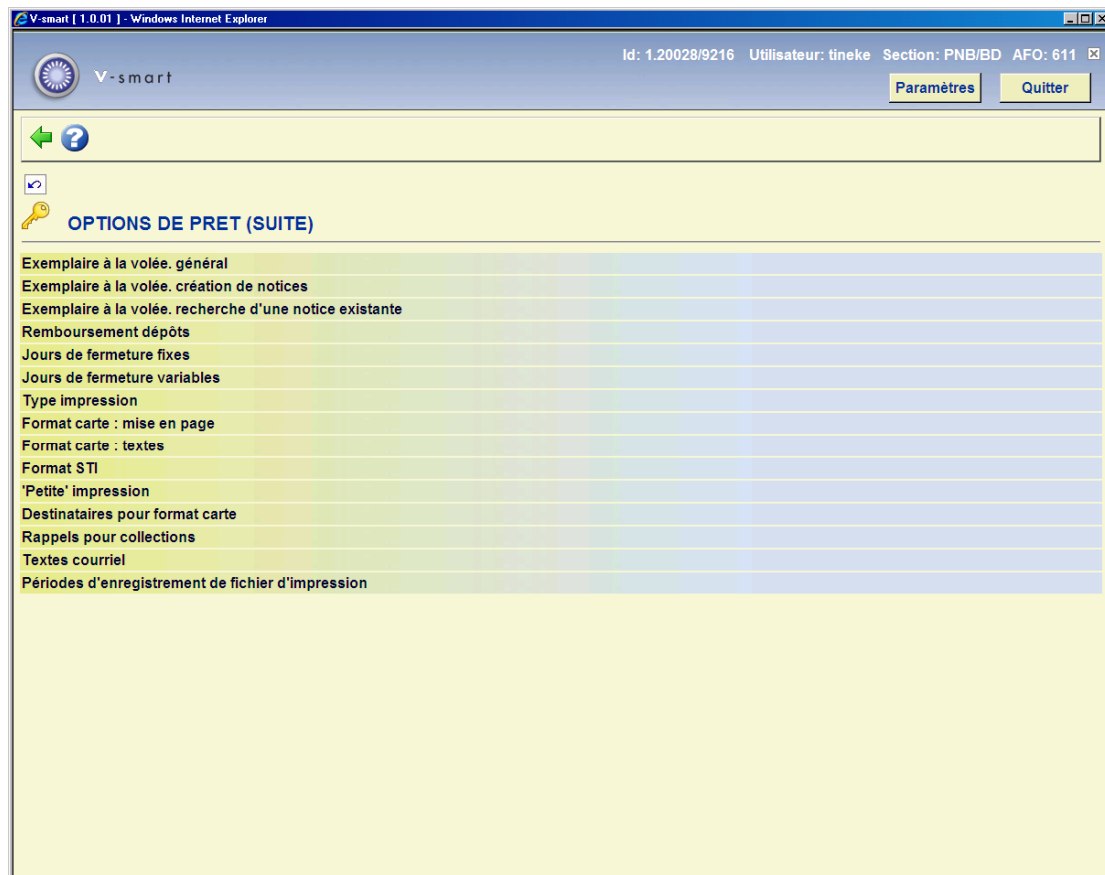 V-smart [ 1.0.01 ] - Windows Internet Explorer
Id: 1.20028/9216 Utilisateur: tineke Section: PNB/BD AFO: 611
V-smart
Paramètres Quitter
OPTIONS DE PRET (SUITE)
Exemplaire à la volée. général
Exemplaire à la volée. création de notices
Exemplaire à la volée. recherche d'une notice existante
Remboursement dépôts
Jours de fermeture fixes
Jours de fermeture variables
Type impression
Format carte : mise en page
Format carte : textes
Format STI
'Petite' impression
Destinataires pour format carte
Rappels pour collections
Textes courriel
Périodes d'enregistrement de fichier d'impression